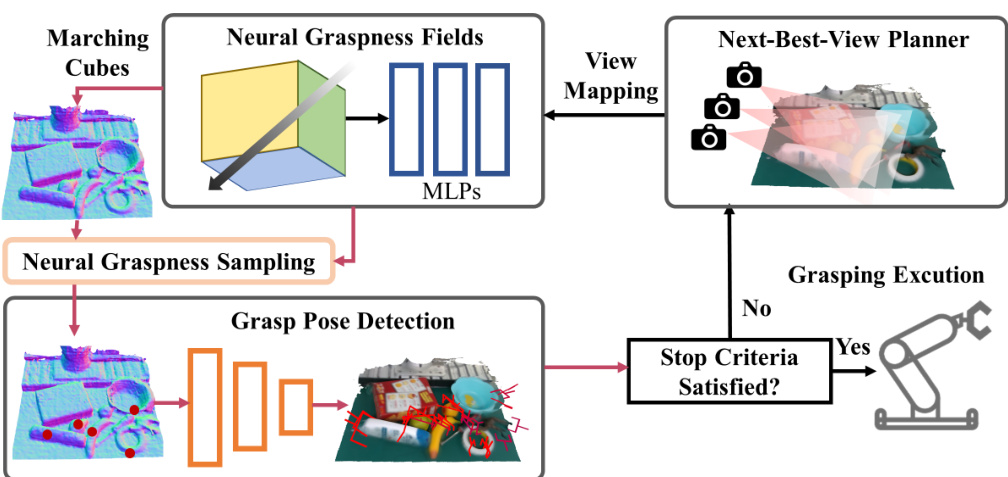 Marching
Cubes
Neural Graspness Fields
MLPs
View
Mapping
Next-Best-View Planner
Neural Graspness Sampling
Grasp Pose Detection
No
Stop Criteria
Satisfied?
Yes
Grasping Excution